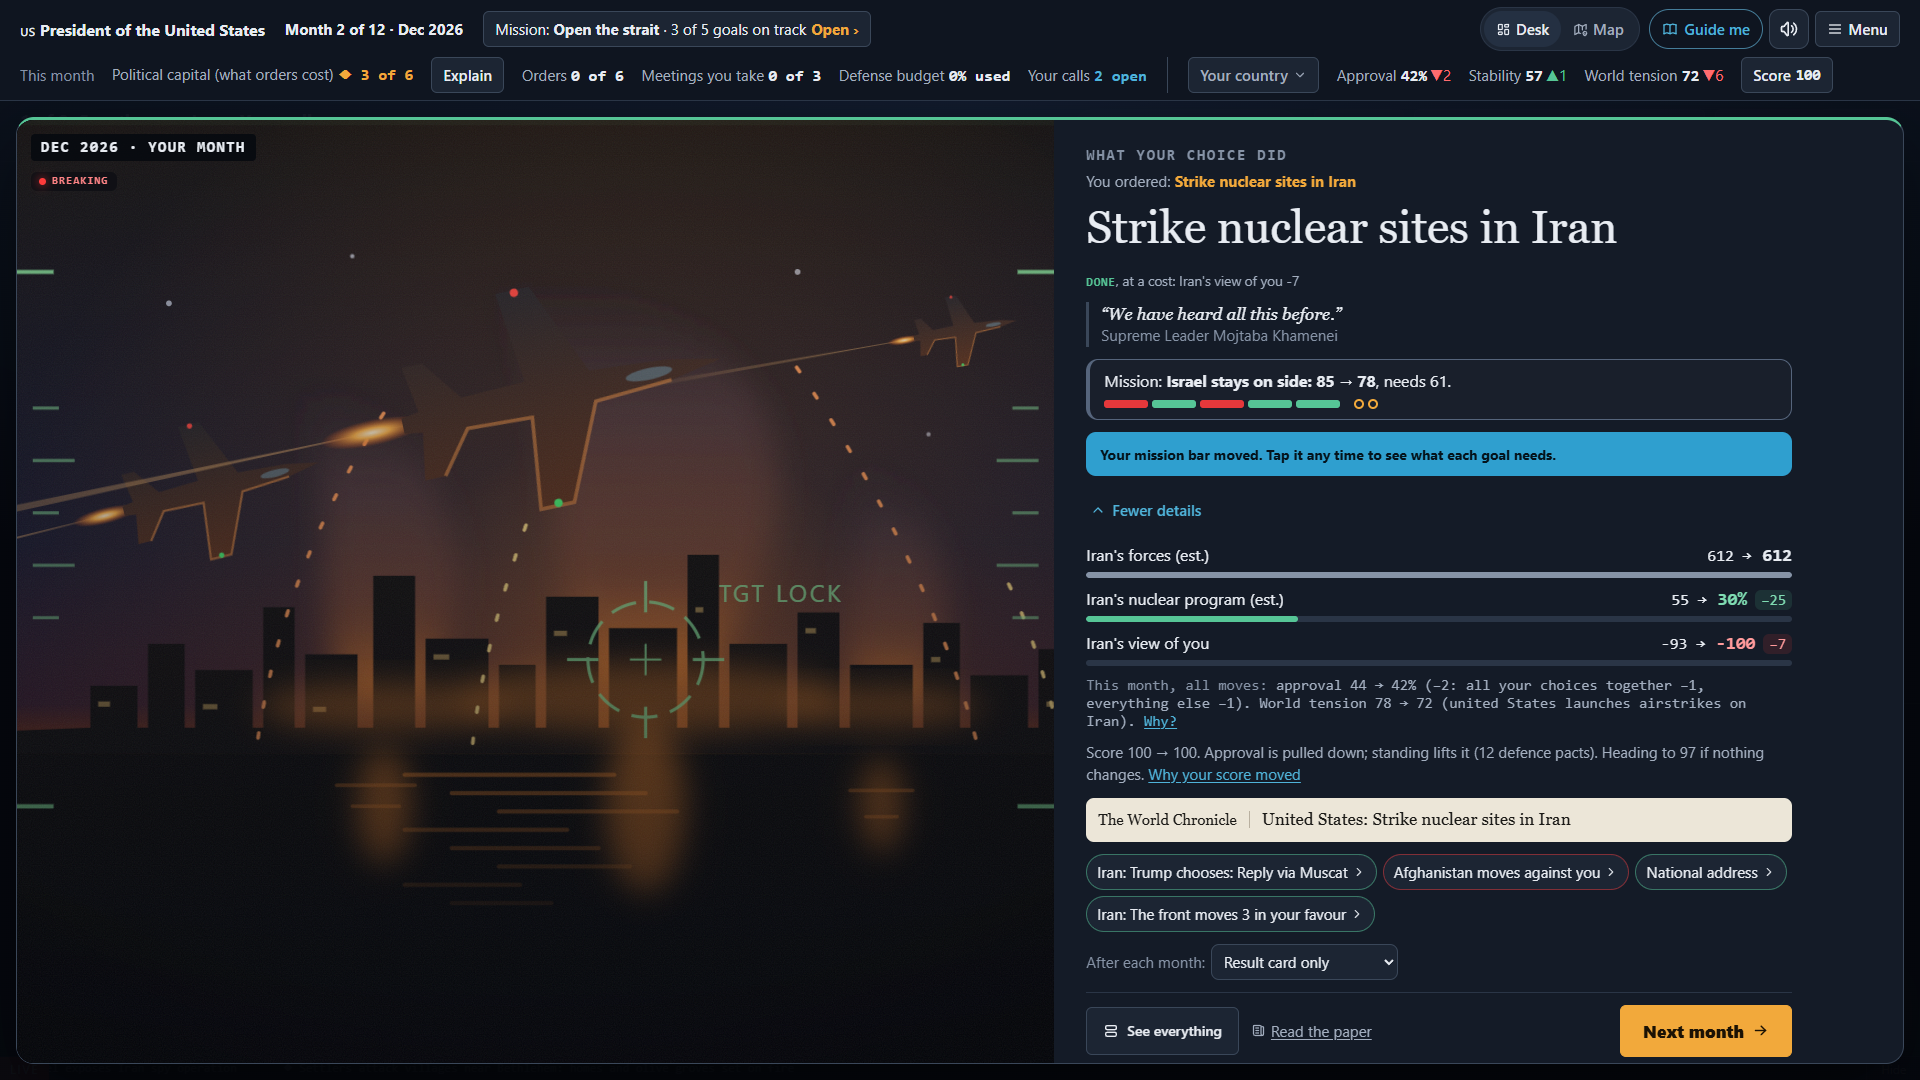 US President of the United States
Month 2 of 12 · Dec 2026
Mission: Open the strait · 3 of 5 goals on track Open ›
Desk
Map
Guide me
Menu
This month
Political capital (what orders cost) 3 of 6
Explain
Orders 0 of 6
Meetings you take 0 of 3
Defense budget 0% used
Your calls 2 open
Your country
Approval 42% ▼2
Stability 57 ▲1
World tension 72 ▼6
Score 100
DEC 2026 · YOUR MONTH
BREAKING
TGT LOCK
WHAT YOUR CHOICE DID
You ordered: Strike nuclear sites in Iran
Strike nuclear sites in Iran
DONE, at a cost: Iran's view of you -7
“We have heard all this before.”
Supreme Leader Mojtaba Khamenei
Mission: Israel stays on side: 85 → 78, needs 61.
Your mission bar moved. Tap it any time to see what each goal needs.
Fewer details
Iran's forces (est.) 612 → 612
Iran's nuclear program (est.) 55 → 30% −25
Iran's view of you -93 → -100 −7
This month, all moves: approval 44 → 42% (−2: all your choices together −1,
everything else −1). World tension 78 → 72 (united States launches airstrikes on
Iran). Why?
Score 100 → 100. Approval is pulled down; standing lifts it (12 defence pacts). Heading to 97 if nothing
changes. Why your score moved
The World Chronicle | United States: Strike nuclear sites in Iran
Iran: Trump chooses: Reply via Muscat ›
Afghanistan moves against you ›
National address ›
Iran: The front moves 3 in your favour ›
After each month: Result card only
See everything
Read the paper
Next month →